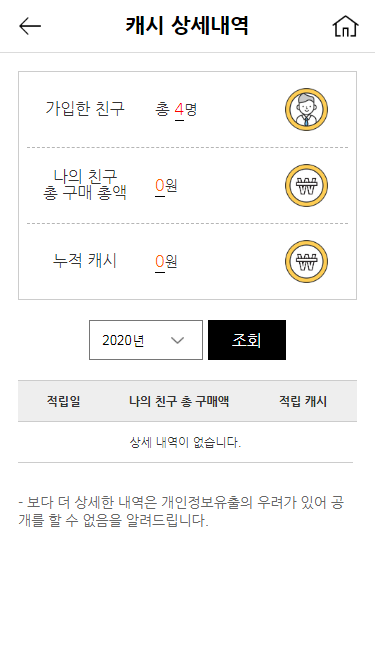 캐시 상세내역
가입한 친구 총 4명
나의 친구
총 구매 총액 0원
누적 캐시 0원
2020년 조회
적립일 나의 친구 총 구매액 적립 캐시
상세 내역이 없습니다.
- 보다 더 상세한 내역은 개인정보유출의 우려가 있어 공
개를 할 수 없음을 알려드립니다.